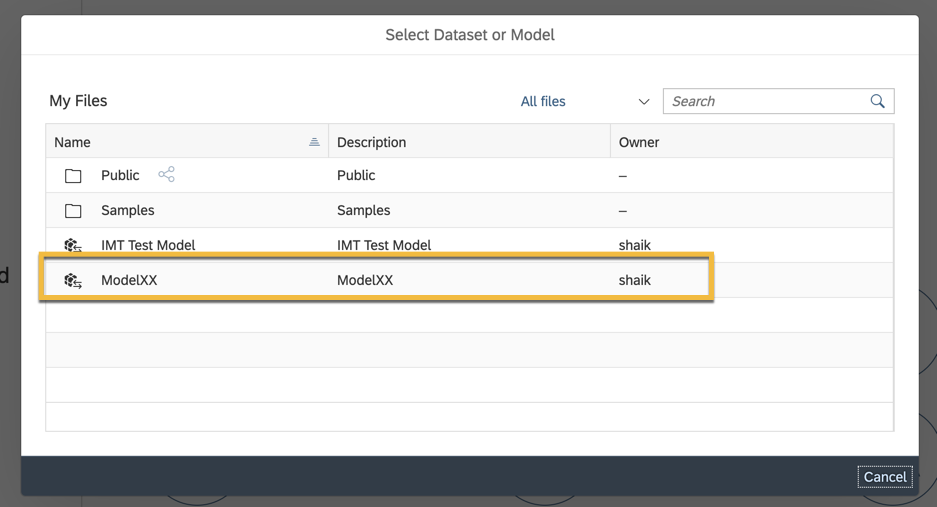 Select Dataset or Model
My Files
All files
Search
Name Description Owner
Public Public –
Samples Samples –
IMT Test Model IMT Test Model shaik
ModelXX ModelXX shaik
d
Cancel